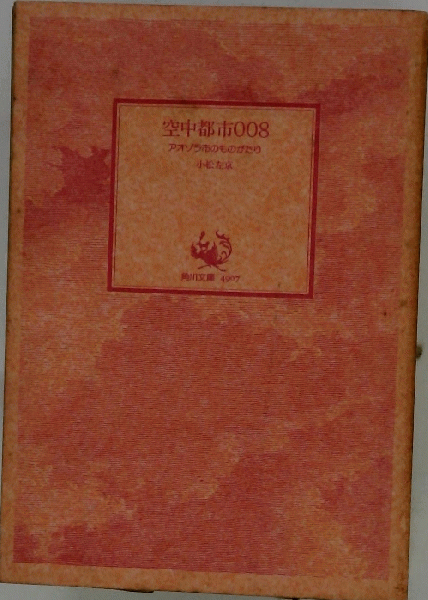 空中都市008
アオゾラ市のものがたり
小松左京
角川文庫 4907